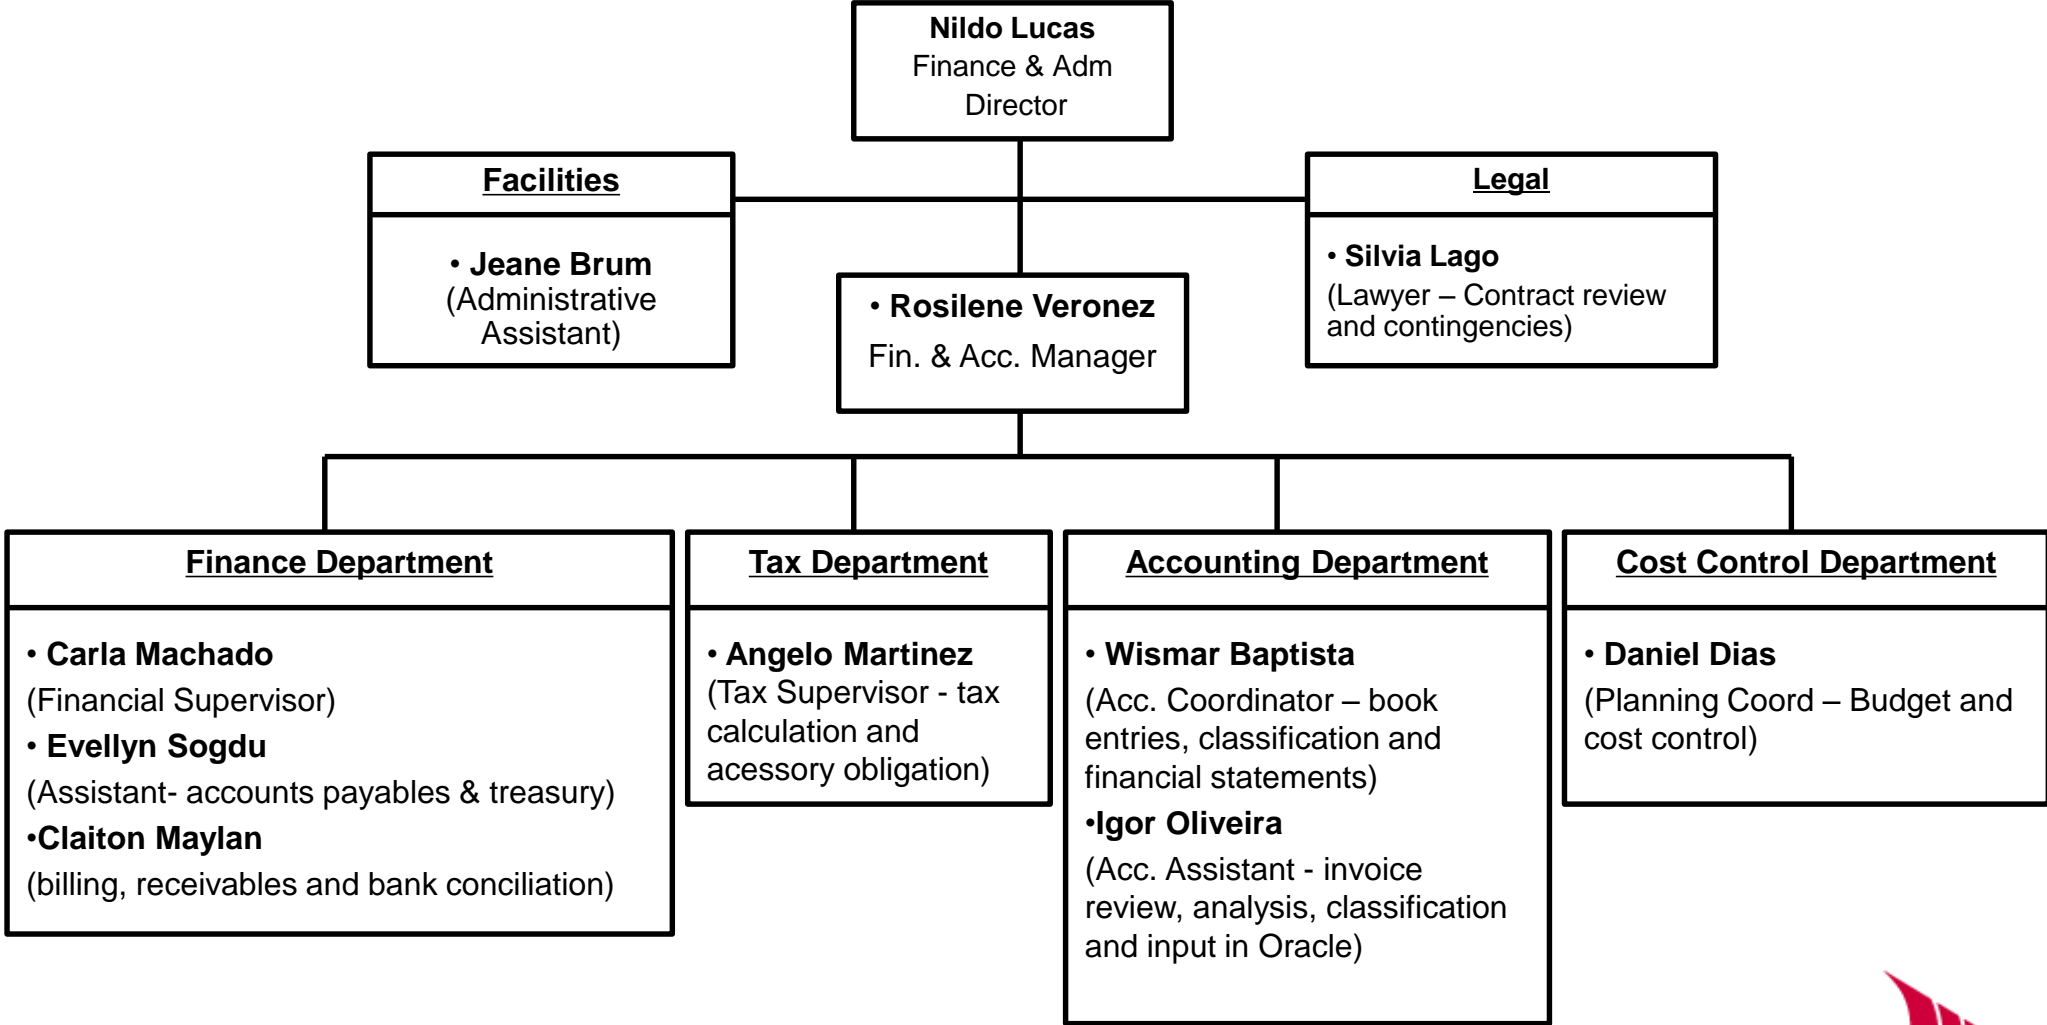 Nildo Lucas
Finance & Adm
Director
Facilities
• Jeane Brum
(Administrative
Assistant)
Legal
• Silvia Lago
(Lawyer – Contract review
and contingencies)
• Rosilene Veronez
Fin. & Acc. Manager
Finance Department
• Carla Machado
(Financial Supervisor)
• Evellyn Sogdu
(Assistant- accounts payables & treasury)
•Claiton Maylan
(billing, receivables and bank conciliation)
Tax Department
• Angelo Martinez
(Tax Supervisor - tax
calculation and
acessory obligation)
Accounting Department
• Wismar Baptista
(Acc. Coordinator – book
entries, classification and
financial statements)
•Igor Oliveira
(Acc. Assistant - invoice
review, analysis, classification
and input in Oracle)
Cost Control Department
• Daniel Dias
(Planning Coord – Budget and
cost control)